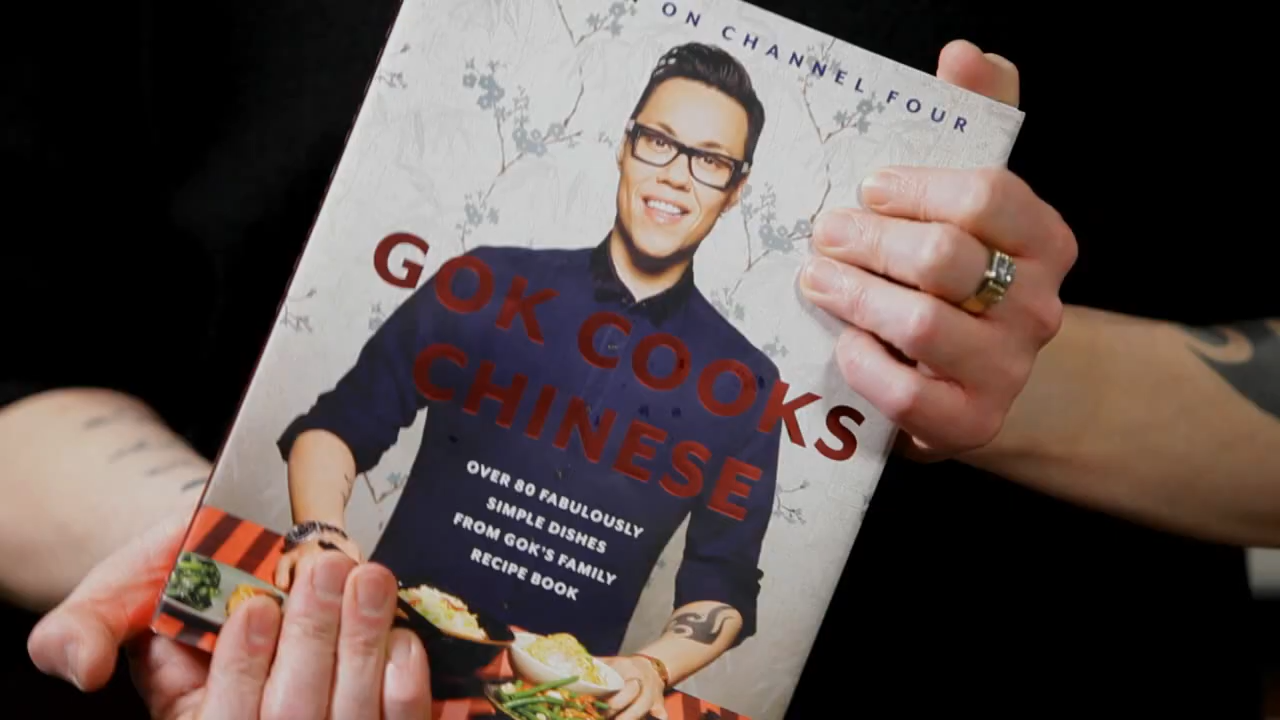 ON CHANNEL FOUR
GOK COOKS
CHINESE
OVER 80 FABULOUSLY
SIMPLE DISHES
FROM GOK'S FAMILY
RECIPE BOOK